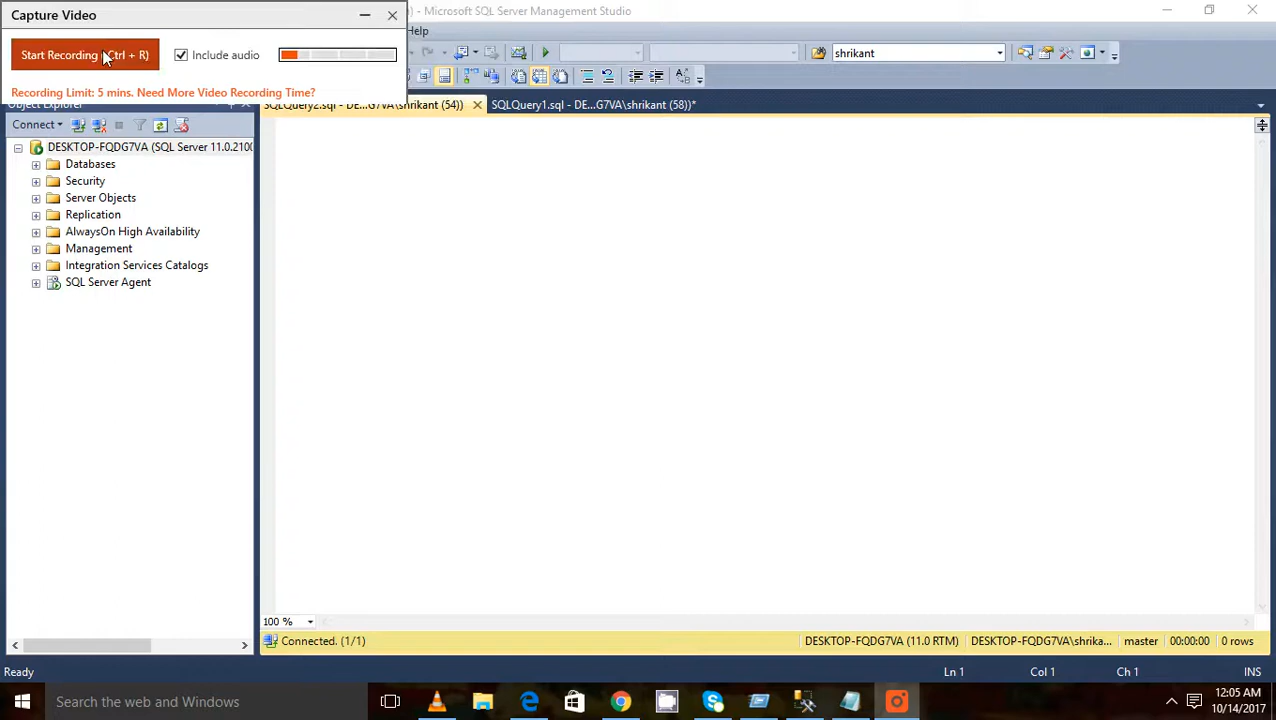 Capture Video
- Microsoft SQL Server Management Studio
Help
Start Recording (Ctrl + R)
Include audio
shrikant
Recording Limit: 5 mins. Need More Video Recording Time?
Object Explorer
SQLQuery2.sql - DE...G7VA\shrikant (54))
SQLQuery1.sql - DE...G7VA\shrikant (58))*
Connect
DESKTOP-FQDG7VA (SQL Server 11.0.2100
Databases
Security
Server Objects
Replication
AlwaysOn High Availability
Management
Integration Services Catalogs
SQL Server Agent
100 %
Connected. (1/1)
DESKTOP-FQDG7VA (11.0 RTM)
DESKTOP-FQDG7VA\shrika...
master
00:00:00
0 rows
Ready
Ln 1
Col 1
Ch 1
INS
Search the web and Windows
12:05 AM
10/14/2017